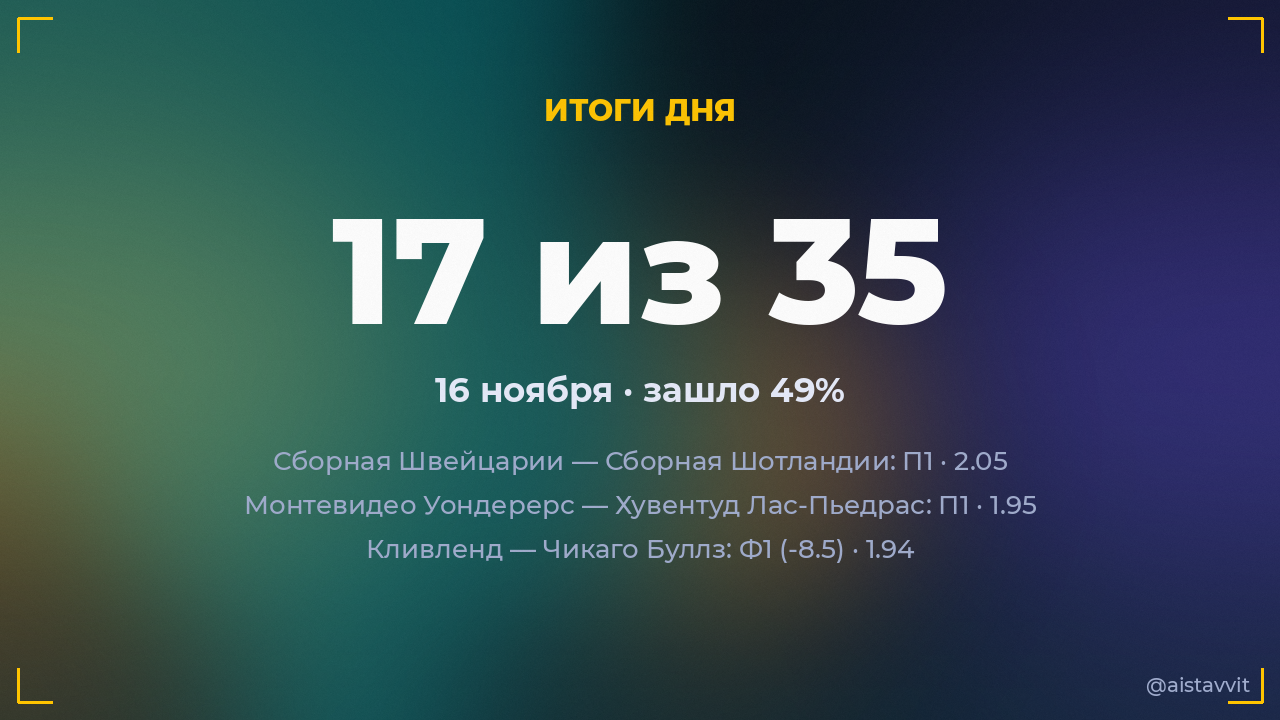 ИТОГИ ДНЯ
17 из 35
16 ноября · зашло 49%
Сборная Швейцарии — Сборная Шотландии: П1 · 2.05
Монтевидео Уондерерс — Хувентуд Лас-Пьедрас: П1 · 1.95
Кливленд — Чикаго Буллз: Ф1 (-8.5) · 1.94
@aistavvit